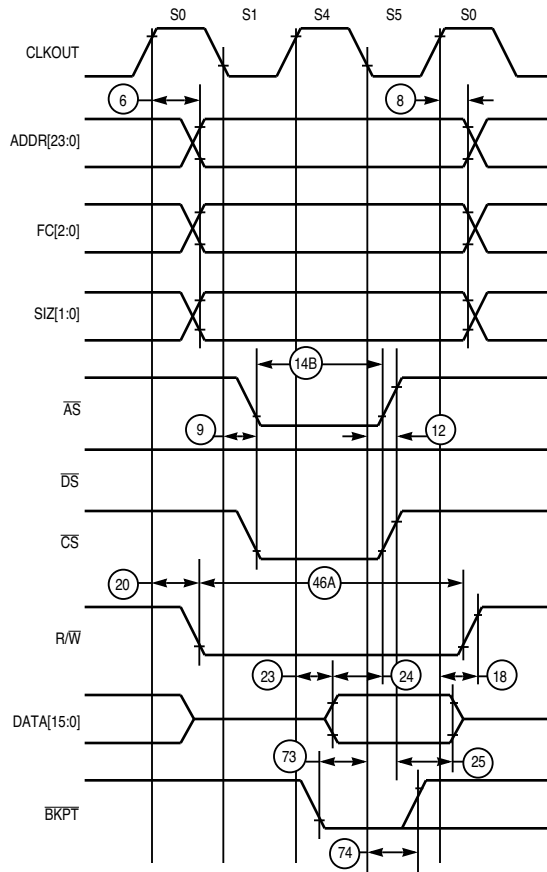 S0 S1 S4 S5 S0
CLKOUT
6 8
ADDR[23:0]
FC[2:0]
SIZ[1:0]
14B
AS
9 12
DS
CS
20 46A
R/W
23 24 18
DATA[15:0]
73 25
BKPT
74